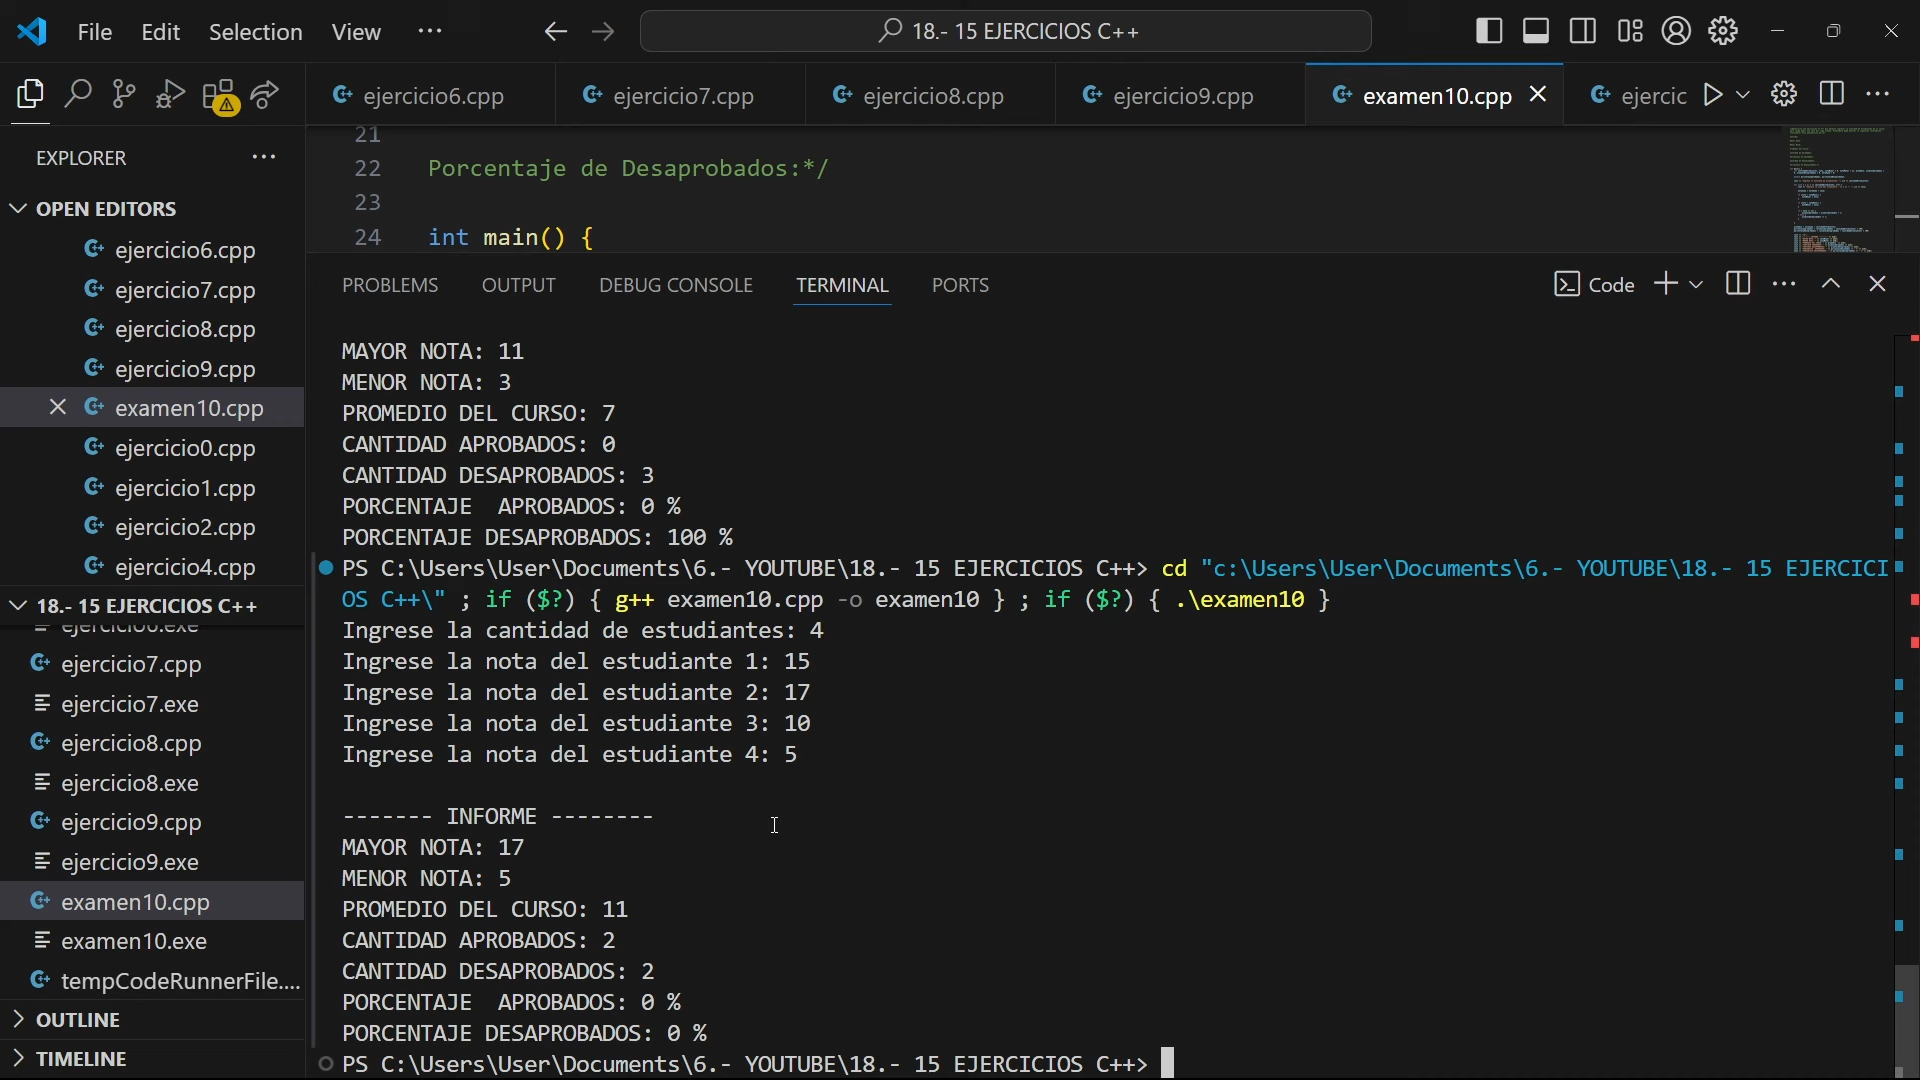 File Edit Selection View ...
18.- 15 EJERCICIOS C++
ejercicio6.cpp
ejercicio7.cpp
ejercicio8.cpp
ejercicio9.cpp
examen10.cpp
ejercic
EXPLORER
OPEN EDITORS
ejercicio6.cpp
ejercicio7.cpp
ejercicio8.cpp
ejercicio9.cpp
examen10.cpp
ejercicio0.cpp
ejercicio1.cpp
ejercicio2.cpp
ejercicio4.cpp
18.- 15 EJERCICIOS C++
ejercicio7.cpp
ejercicio7.exe
ejercicio8.cpp
ejercicio8.exe
ejercicio9.cpp
ejercicio9.exe
examen10.cpp
examen10.exe
tempCodeRunnerFile....
OUTLINE
TIMELINE
21
22 Porcentaje de Desaprobados:*/
23
24 int main() {
PROBLEMS OUTPUT DEBUG CONSOLE TERMINAL PORTS
Code
MAYOR NOTA: 11
MENOR NOTA: 3
PROMEDIO DEL CURSO: 7
CANTIDAD APROBADOS: 0
CANTIDAD DESAPROBADOS: 3
PORCENTAJE  APROBADOS: 0 %
PORCENTAJE DESAPROBADOS: 100 %
PS C:\Users\User\Documents\6.- YOUTUBE\18.- 15 EJERCICIOS C++> cd "c:\Users\User\Documents\6.- YOUTUBE\18.- 15 EJERCICI
OS C++\" ; if ($?) { g++ examen10.cpp -o examen10 } ; if ($?) { .\examen10 }
Ingrese la cantidad de estudiantes: 4
Ingrese la nota del estudiante 1: 15
Ingrese la nota del estudiante 2: 17
Ingrese la nota del estudiante 3: 10
Ingrese la nota del estudiante 4: 5
------- INFORME --------
MAYOR NOTA: 17
MENOR NOTA: 5
PROMEDIO DEL CURSO: 11
CANTIDAD APROBADOS: 2
CANTIDAD DESAPROBADOS: 2
PORCENTAJE  APROBADOS: 0 %
PORCENTAJE DESAPROBADOS: 0 %
PS C:\Users\User\Documents\6.- YOUTUBE\18.- 15 EJERCICIOS C++>